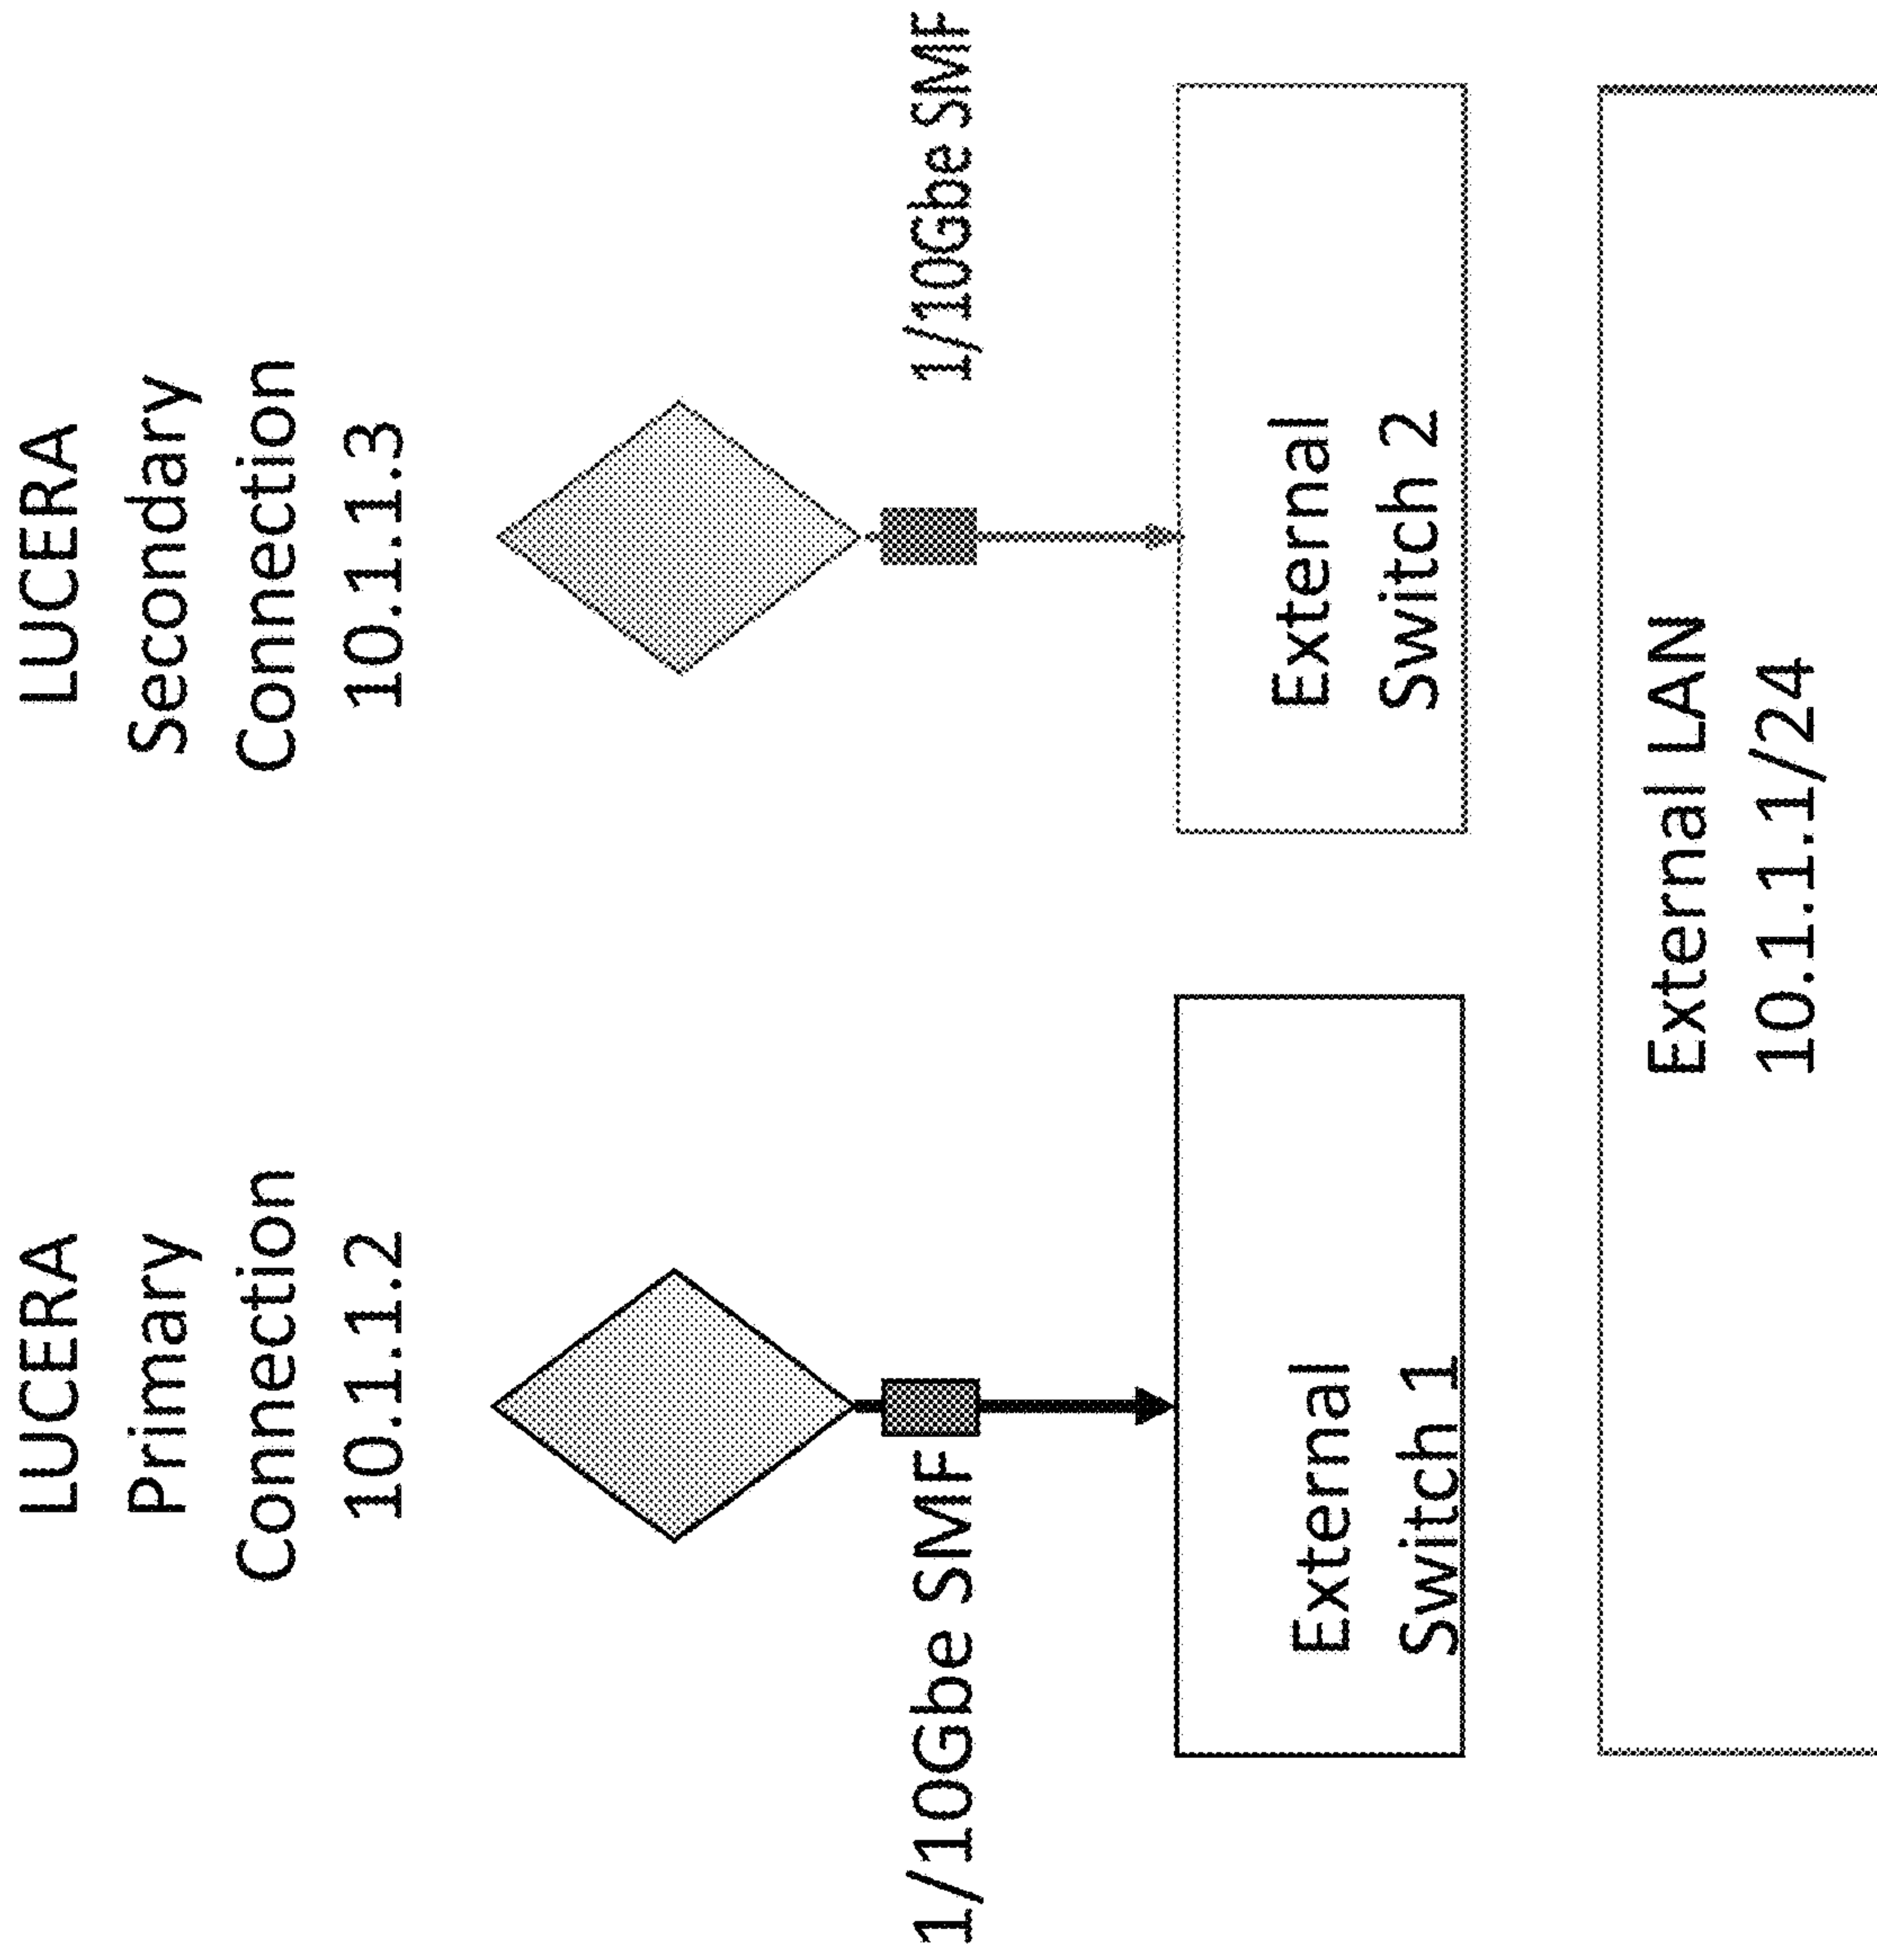 LUCERA
Primary
Connection
10.1.1.2
LUCERA
Secondary
Connection
10.1.1.3
1/10Gbe SMF
1/10Gbe SMF
External
Switch 1
External
Switch 2
External LAN
10.1.1.1/24